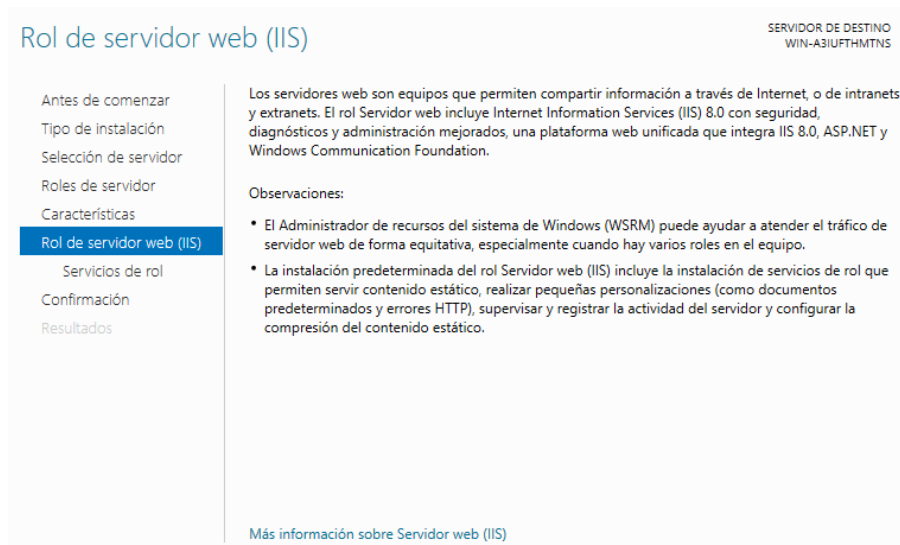 Rol de servidor web (IIS)
SERVIDOR DE DESTINO
WIN-A3IUFTHMTNS
Antes de comenzar
Tipo de instalación
Selección de servidor
Roles de servidor
Características
Rol de servidor web (IIS)
Servicios de rol
Confirmación
Resultados
Los servidores web son equipos que permiten compartir información a través de Internet, o de intranets
y extranets. El rol Servidor web incluye Internet Information Services (IIS) 8.0 con seguridad,
diagnósticos y administración mejorados, una plataforma web unificada que integra IIS 8.0, ASP.NET y
Windows Communication Foundation.
Observaciones:
• El Administrador de recursos del sistema de Windows (WSRM) puede ayudar a atender el tráfico de
servidor web de forma equitativa, especialmente cuando hay varios roles en el equipo.
• La instalación predeterminada del rol Servidor web (IIS) incluye la instalación de servicios de rol que
permiten servir contenido estático, realizar pequeñas personalizaciones (como documentos
predeterminados y errores HTTP), supervisar y registrar la actividad del servidor y configurar la
compresión del contenido estático.
Más información sobre Servidor web (IIS)